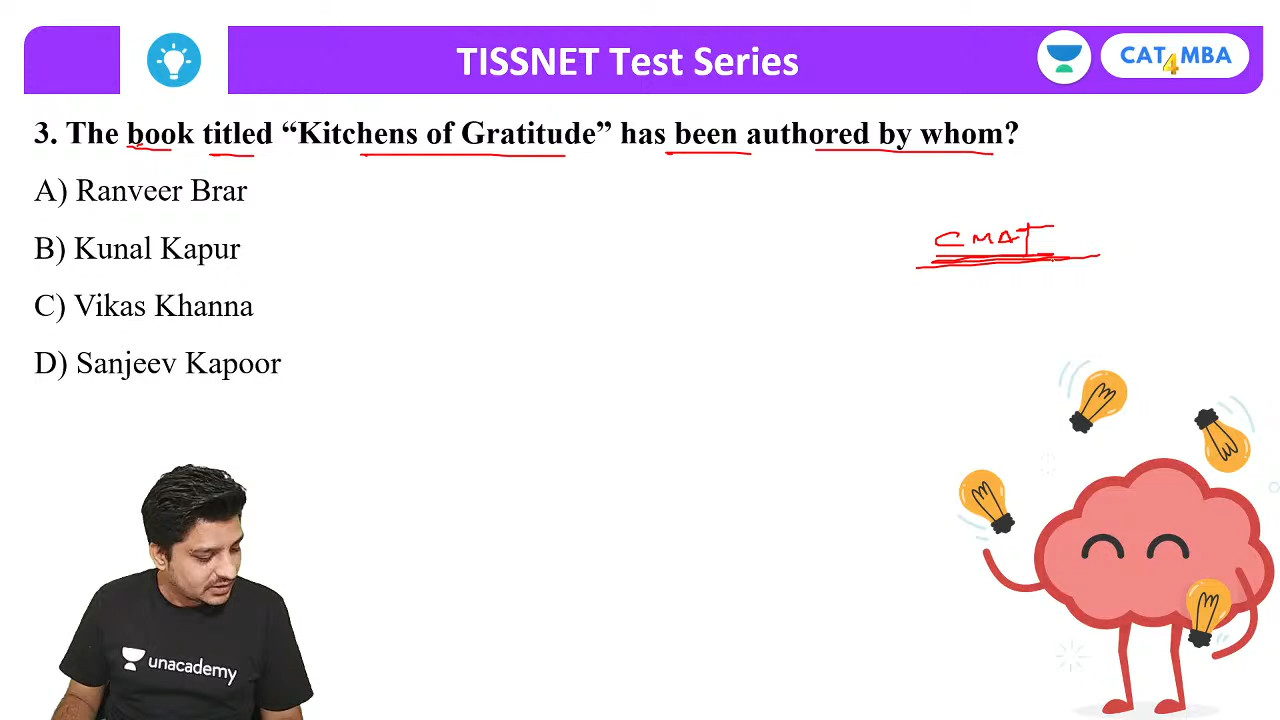 TISSNET Test Series
CAT4MBA
3. The book titled “Kitchens of Gratitude” has been authored by whom?
A) Ranveer Brar
CMAT
B) Kunal Kapur
C) Vikas Khanna
D) Sanjeev Kapoor
unacademy